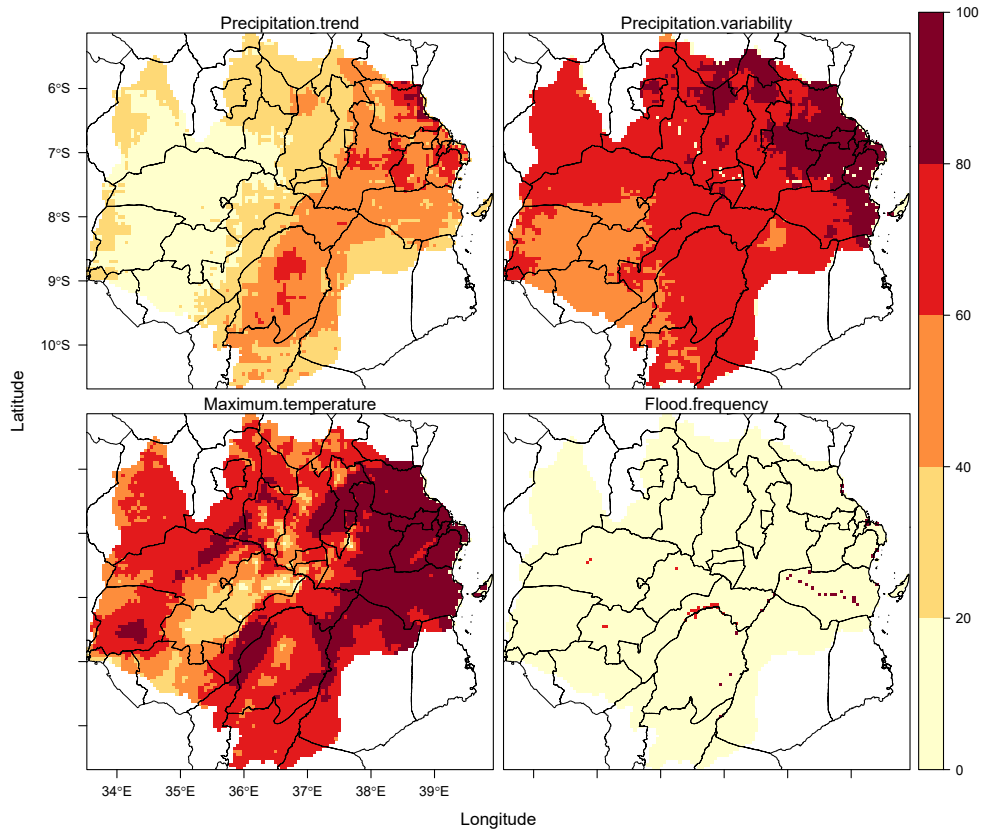 Precipitation.trend
Precipitation.variability
100
80
60
40
20
0
6°S
7°S
8°S
9°S
10°S
Latitude
Maximum.temperature
Flood.frequency
34°E
35°E
36°E
37°E
38°E
39°E
Longitude